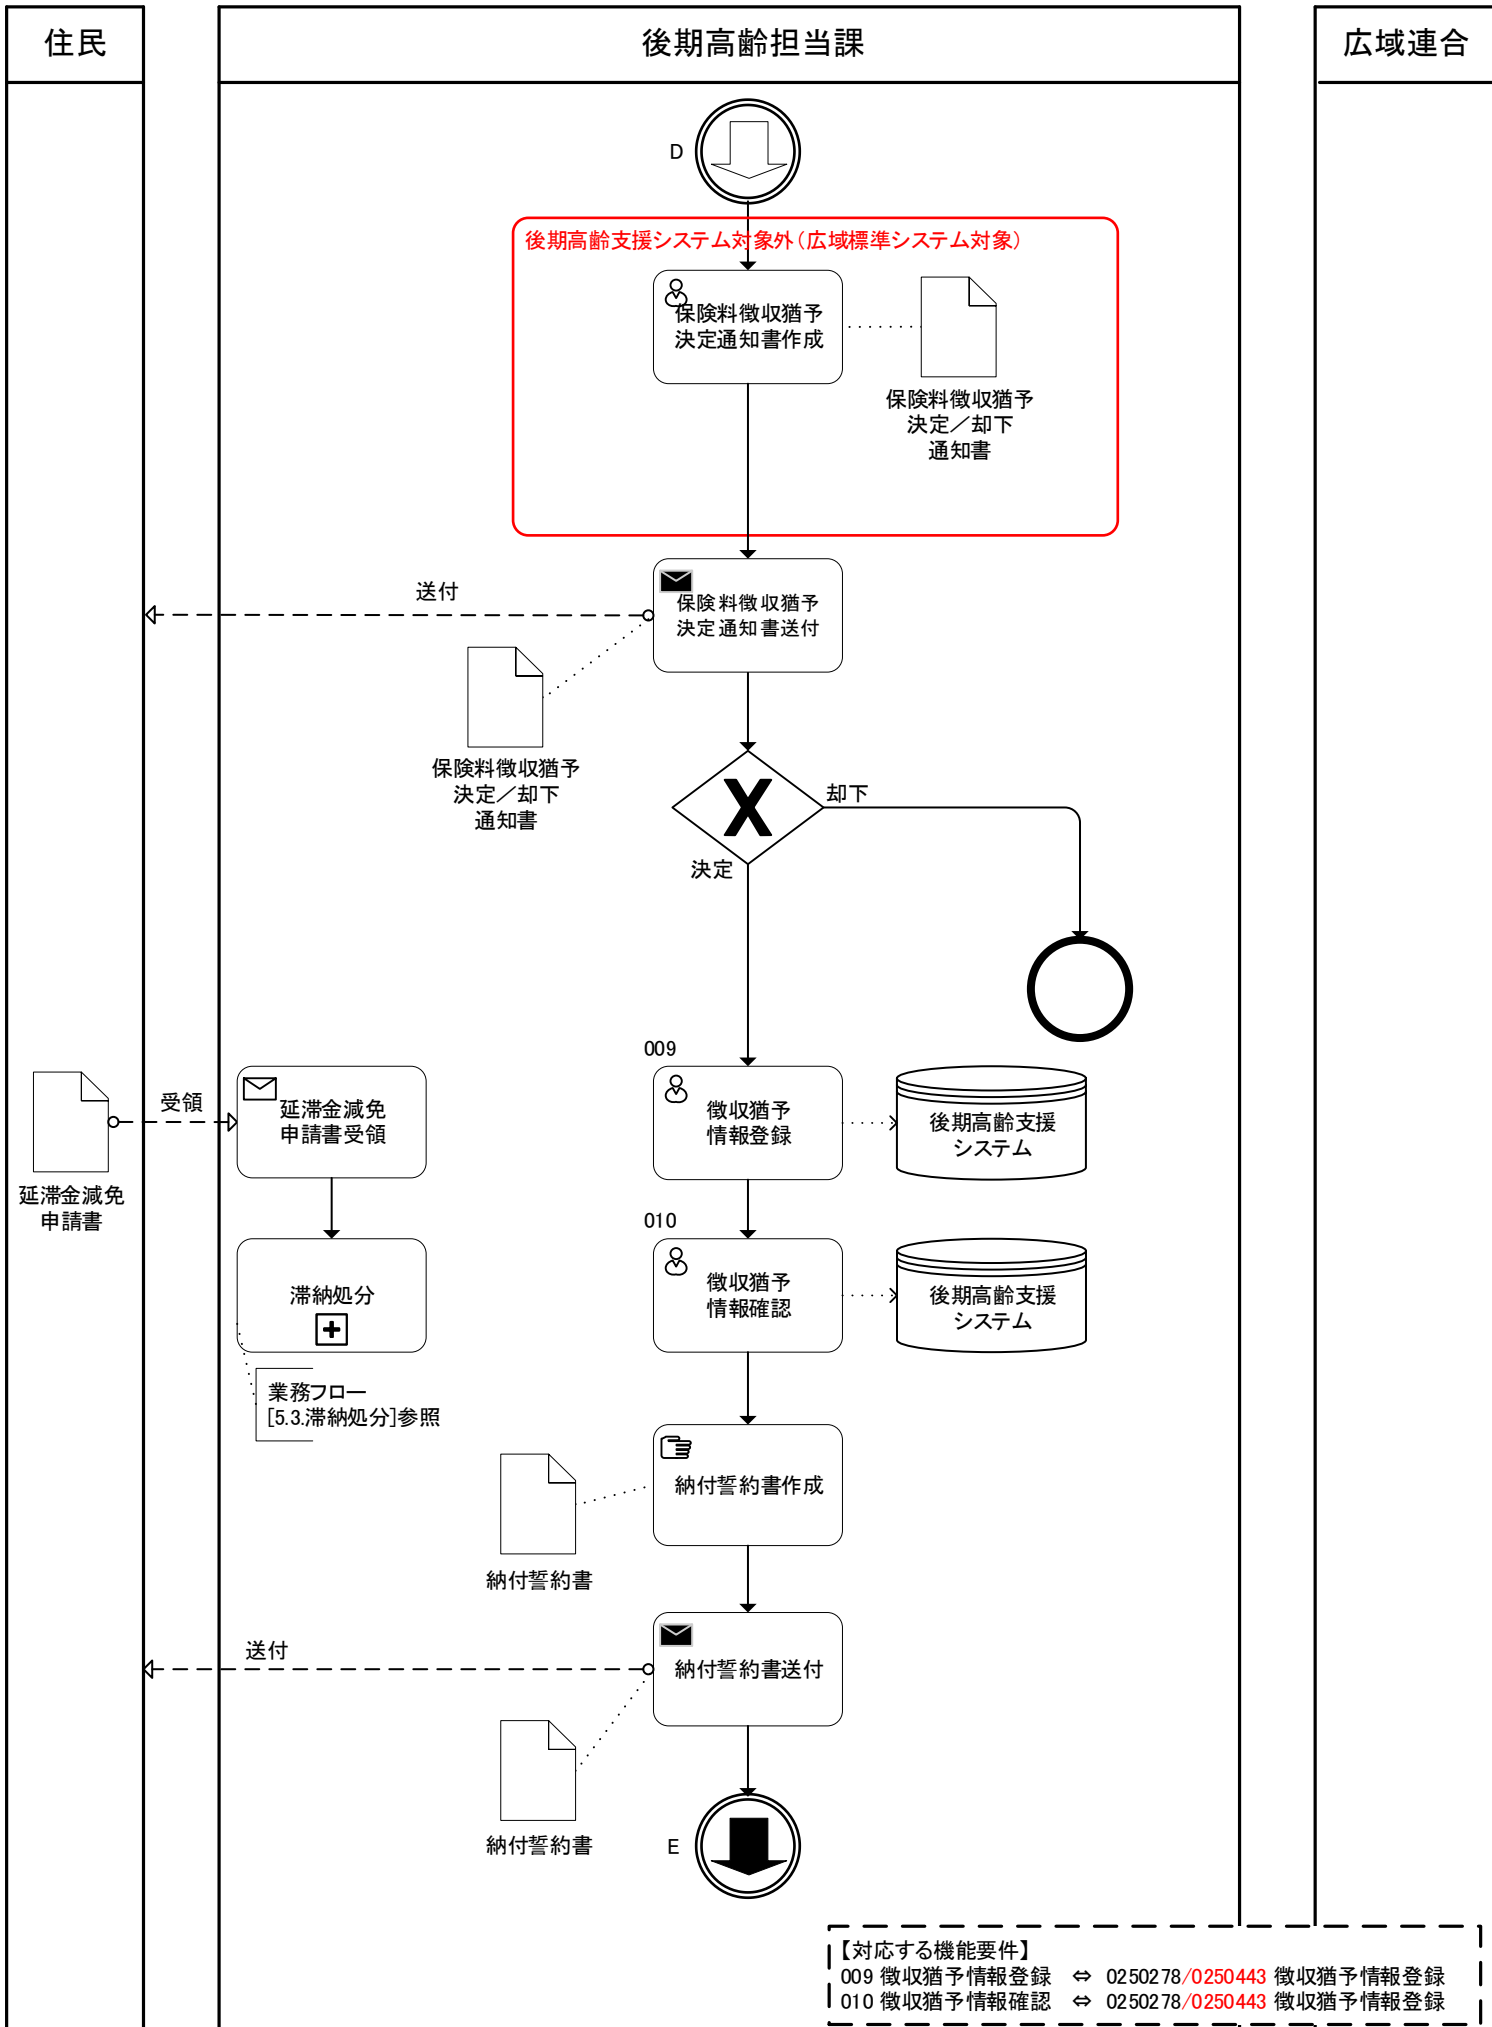 住民
後期高齢担当課
広域連合
D
後期高齢支援システム対象外（広域標準システム対象）
保険料徴収猶予
決定通知書作成
保険料徴収猶予
決定／却下
通知書
送付
保険料徴収猶予
決定通知書送付
保険料徴収猶予
決定／却下
通知書
却下
決定
009
受領
延滞金減免
申請書受領
徴収猶予
情報登録
後期高齢支援
システム
延滞金減免
申請書
010
滞納処分
徴収猶予
情報確認
後期高齢支援
システム
業務フロー
[5.3.滞納処分]参照
納付誓約書作成
納付誓約書
送付
納付誓約書送付
納付誓約書
E
【対応する機能要件】
009 徴収猶予情報登録 ⇔ 0250278/0250443 徴収猶予情報登録
010 徴収猶予情報確認 ⇔ 0250278/0250443 徴収猶予情報登録